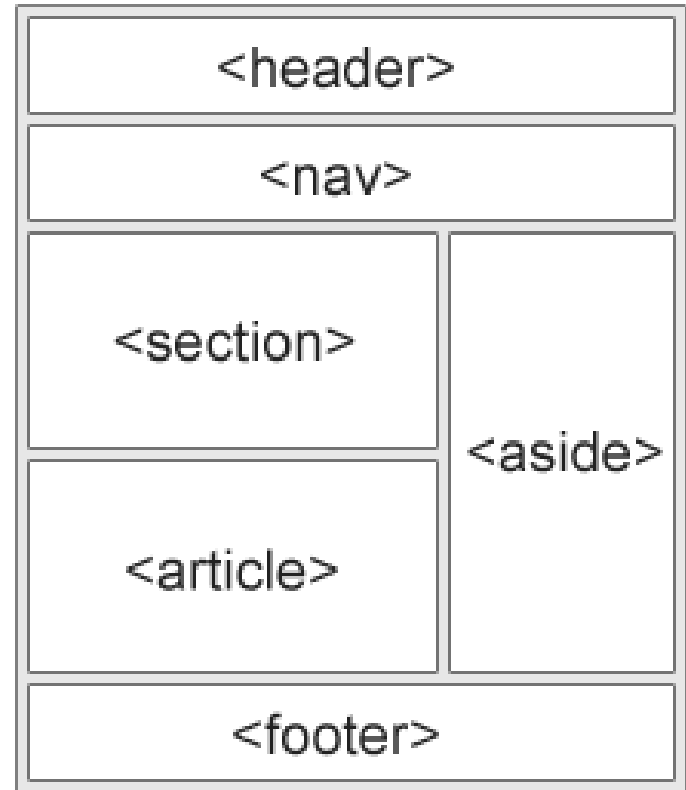 <header>
<nav>
<section>
<aside>
<article>
<footer>